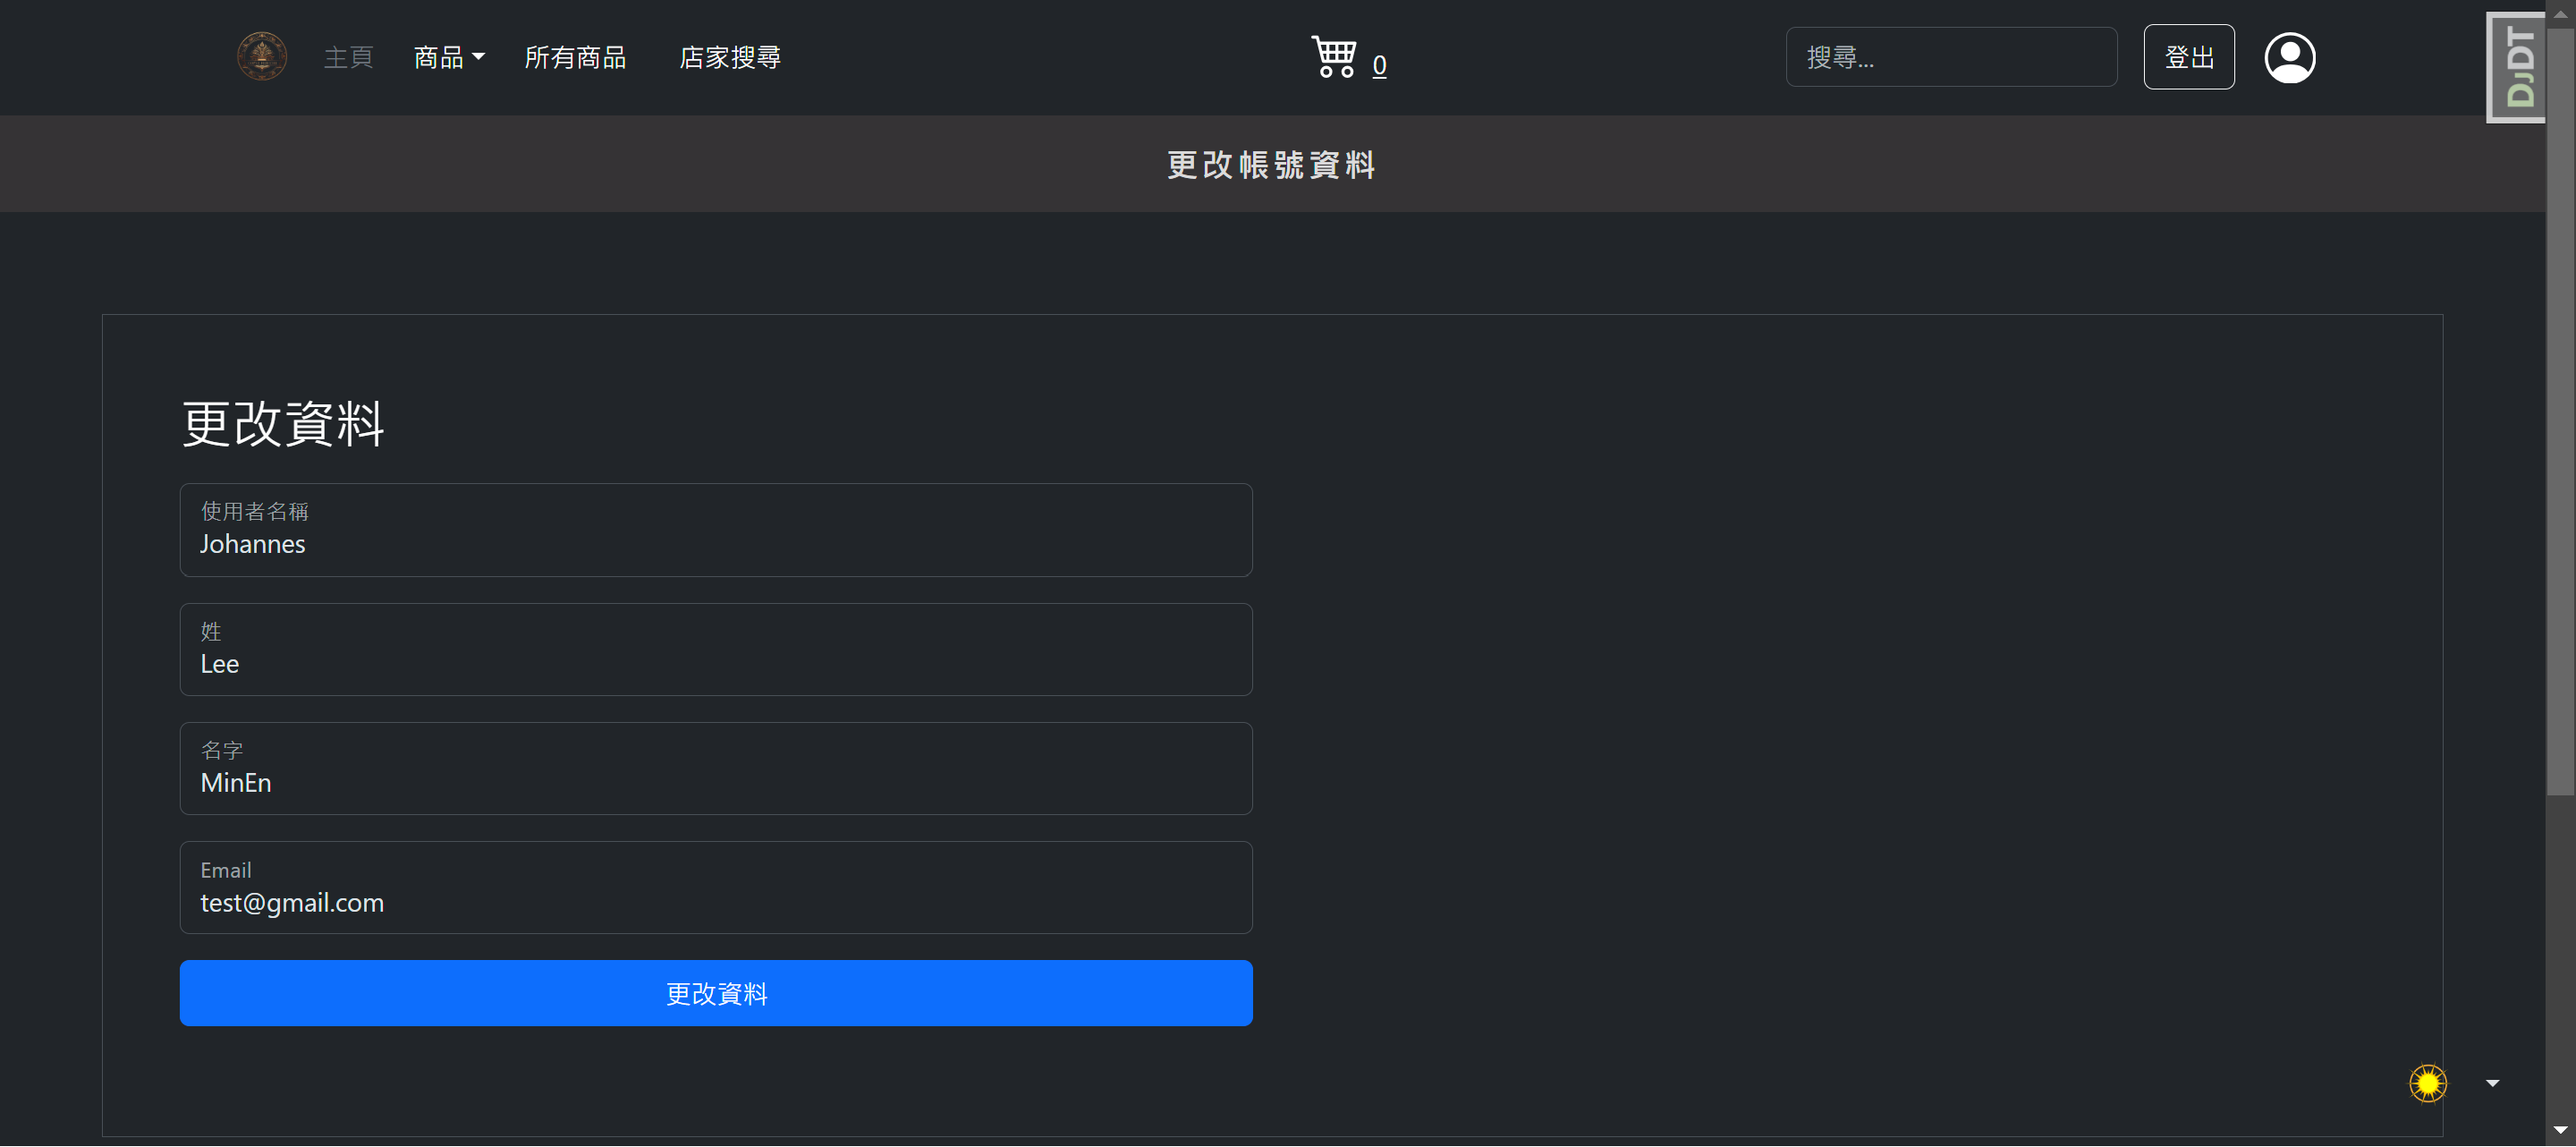 主頁
商品
所有商品
店家搜尋
0
搜尋...
登出
DJDT
更改帳號資料
更改資料
使用者名稱
Johannes
姓
Lee
名字
MinEn
Email
test@gmail.com
更改資料